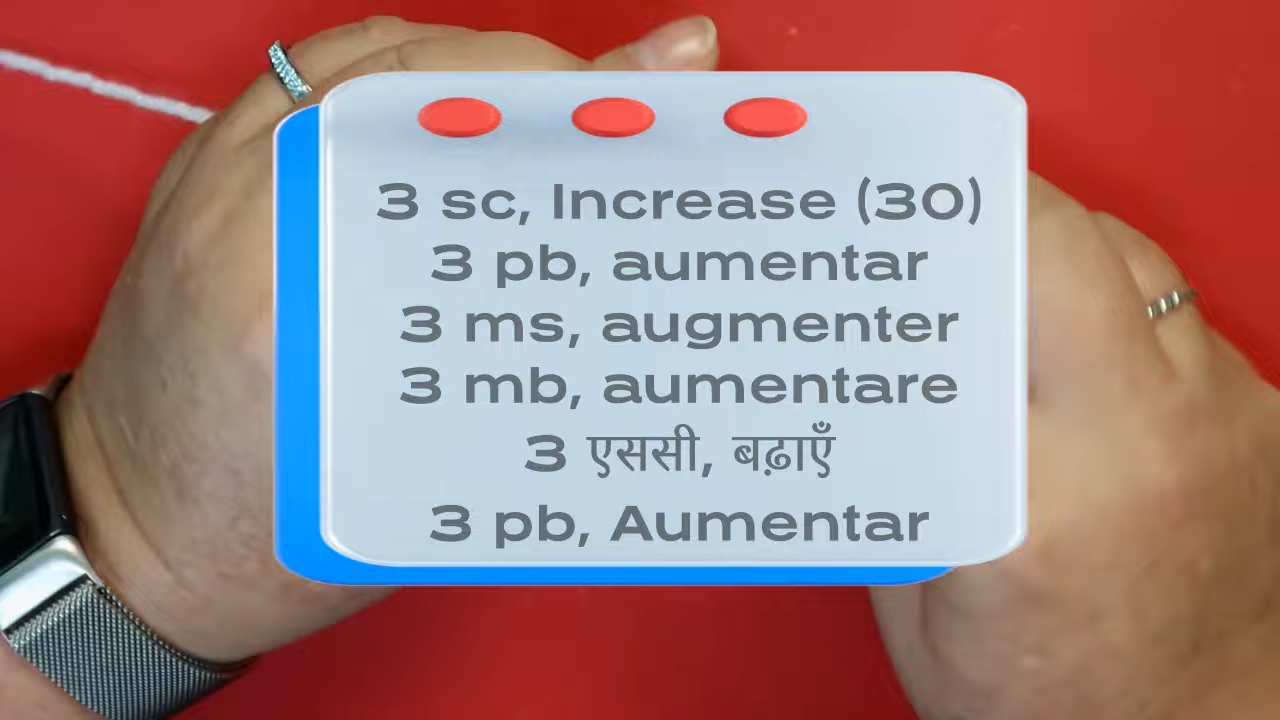 3 sc, Increase (30)
3 pb, aumentar
3 ms, augmenter
3 mb, aumentare
3 एससी, बढ़ाएँ
3 pb, Aumentar